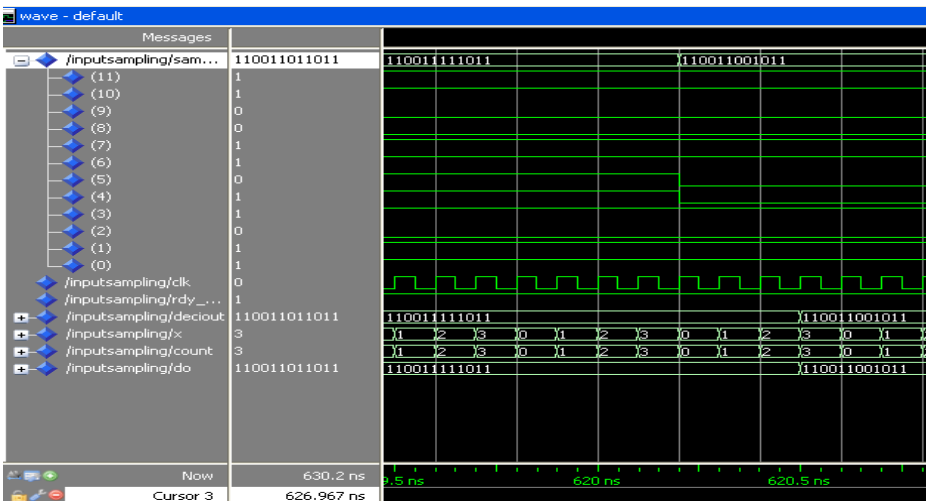 wave - default
Messages
/inputsampling/sam... 110011011011 110011111011 110011001011
(11) 1
(10) 1
(9) 0
(8) 0
(7) 1
(6) 1
(5) 0
(4) 1
(3) 1
(2) 0
(1) 1
(0) 1
/inputsampling/clk 0
/inputsampling/rdy_... 1
/inputsampling/deciout 110011011011 110011111011 110011001011
/inputsampling/x 3 1 2 3 0 1 2 3 0 1 2 3 0 1
/inputsampling/count 3 1 2 3 0 1 2 3 0 1 2 3 0 1
/inputsampling/do 110011011011 110011111011 110011001011
Now 630.2 ns 9.5 ns 620 ns 620.5 ns
Cursor 3 626.967 ns